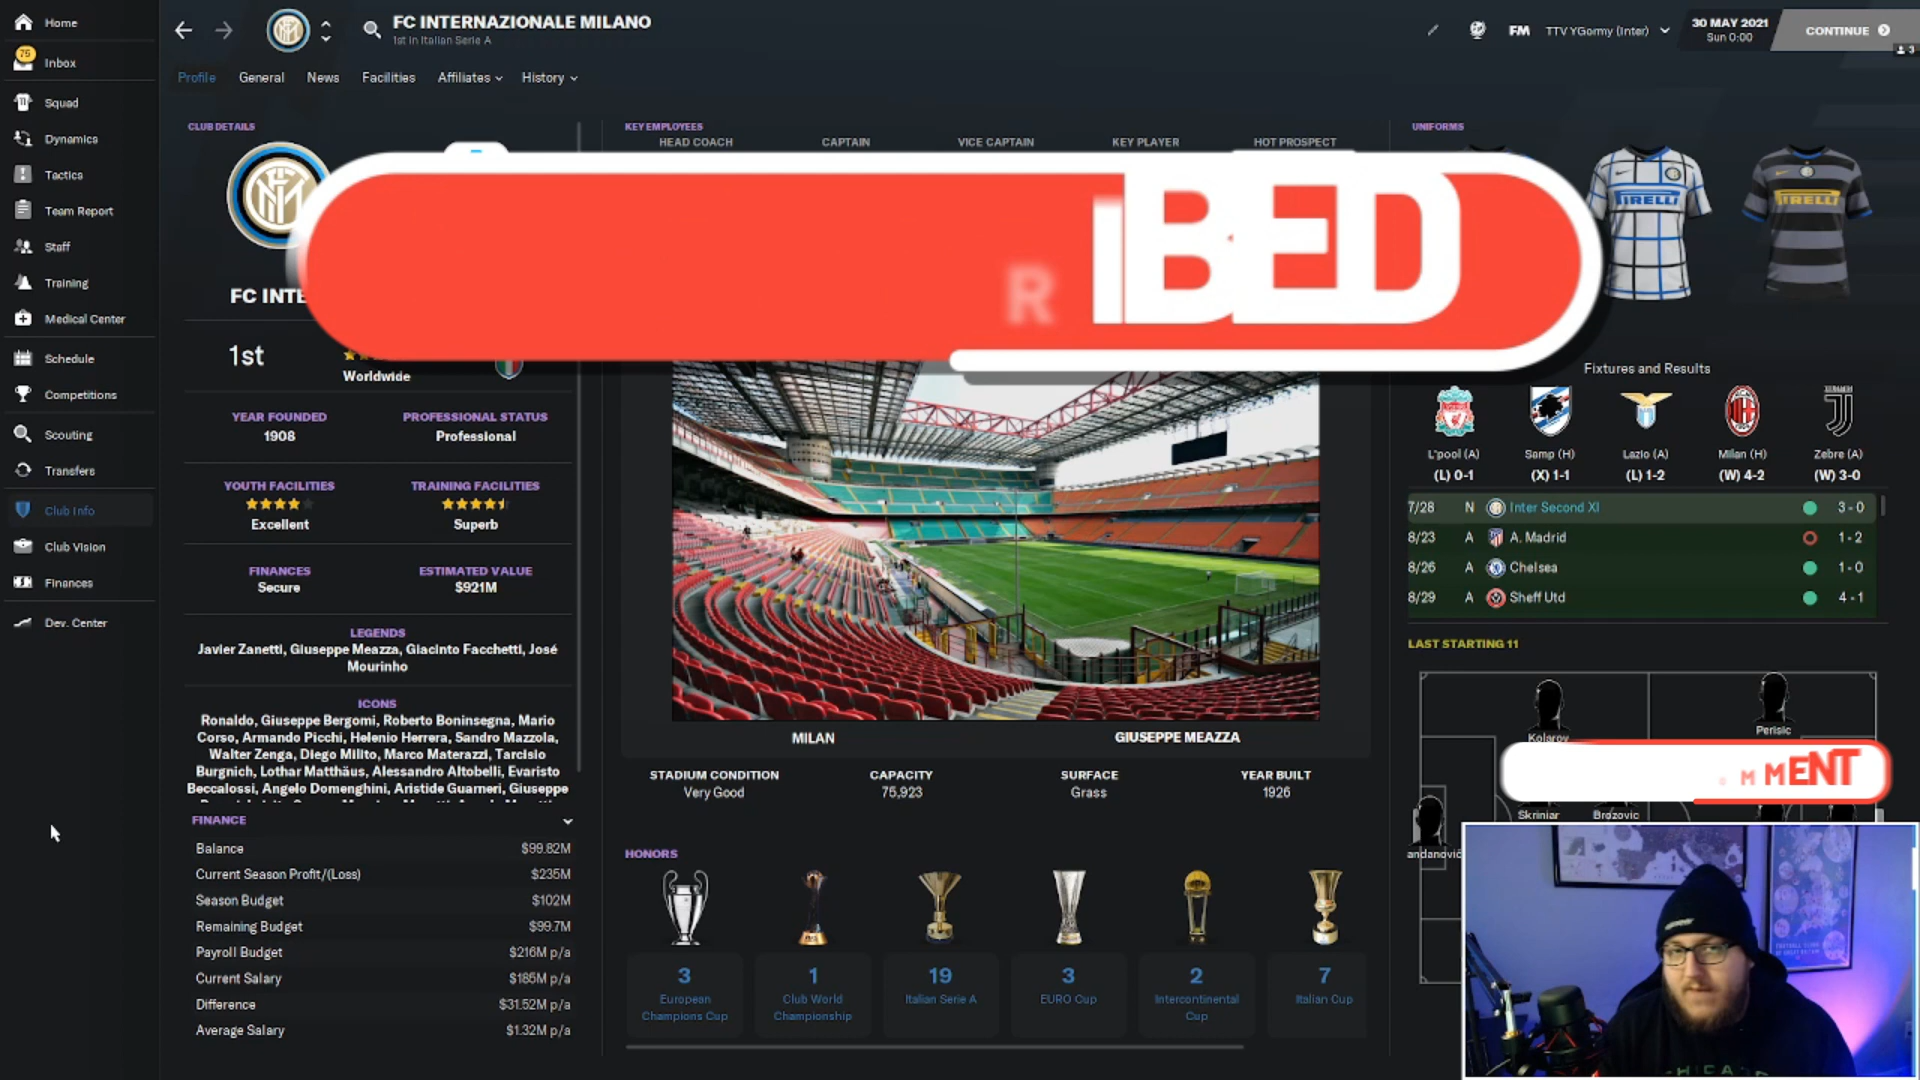 Home
Inbox
75
Squad
Dynamics
Tactics
Team Report
Staff
Training
Medical Center
Schedule
Competitions
Scouting
Transfers
Club Info
Club Vision
Finances
Dev. Center
FC INTERNAZIONALE MILANO
1st in Italian Serie A
FM
TTV YGormy (Inter)
30 MAY 2021
Sun 0:00
CONTINUE
3
Profile
General
News
Facilities
Affiliates
History
CLUB DETAILS
FC INTE
1st
Worldwide
YEAR FOUNDED
1908
PROFESSIONAL STATUS
Professional
YOUTH FACILITIES
Excellent
TRAINING FACILITIES
Superb
FINANCES
Secure
ESTIMATED VALUE
$921M
LEGENDS
Javier Zanetti, Giuseppe Meazza, Giacinto Facchetti, José
Mourinho
ICONS
Ronaldo, Giuseppe Bergomi, Roberto Boninsegna, Mario
Corso, Armando Picchi, Helenio Herrera, Sandro Mazzola,
Walter Zenga, Diego Milito, Marco Materazzi, Tarcisio
Burgnich, Lothar Matthäus, Alessandro Altobelli, Evaristo
Beccalossi, Angelo Domenghini, Aristide Guarneri, Giuseppe
FINANCE
Balance $99.82M
Current Season Profit/(Loss) $235M
Season Budget $102M
Remaining Budget $99.7M
Payroll Budget $216M p/a
Current Salary $185M p/a
Difference $31.52M p/a
Average Salary $1.32M p/a
KEY EMPLOYEES
HEAD COACH
CAPTAIN
VICE CAPTAIN
KEY PLAYER
HOT PROSPECT
R IBED
MILAN
GIUSEPPE MEAZZA
STADIUM CONDITION
Very Good
CAPACITY
75,923
SURFACE
Grass
YEAR BUILT
1926
HONORS
3
European
Champions Cup
1
Club World
Championship
19
Italian Serie A
3
EURO Cup
2
Intercontinental
Cup
7
Italian Cup
UNIFORMS
IRELLI
PIRELLI
Fixtures and Results
L'pool (A)
(L) 0-1
Samp (H)
(X) 1-1
Lazio (A)
(L) 1-2
Milan (H)
(W) 4-2
Zebre (A)
(W) 3-0
7/28 N Inter Second XI 3 - 0
8/23 A A. Madrid 1 - 2
8/26 A Chelsea 1 - 0
8/29 A Sheff Utd 4 - 1
LAST STARTING 11
Kolarov
Perisic
MMENT
Skriniar
Brozovic
andanovič